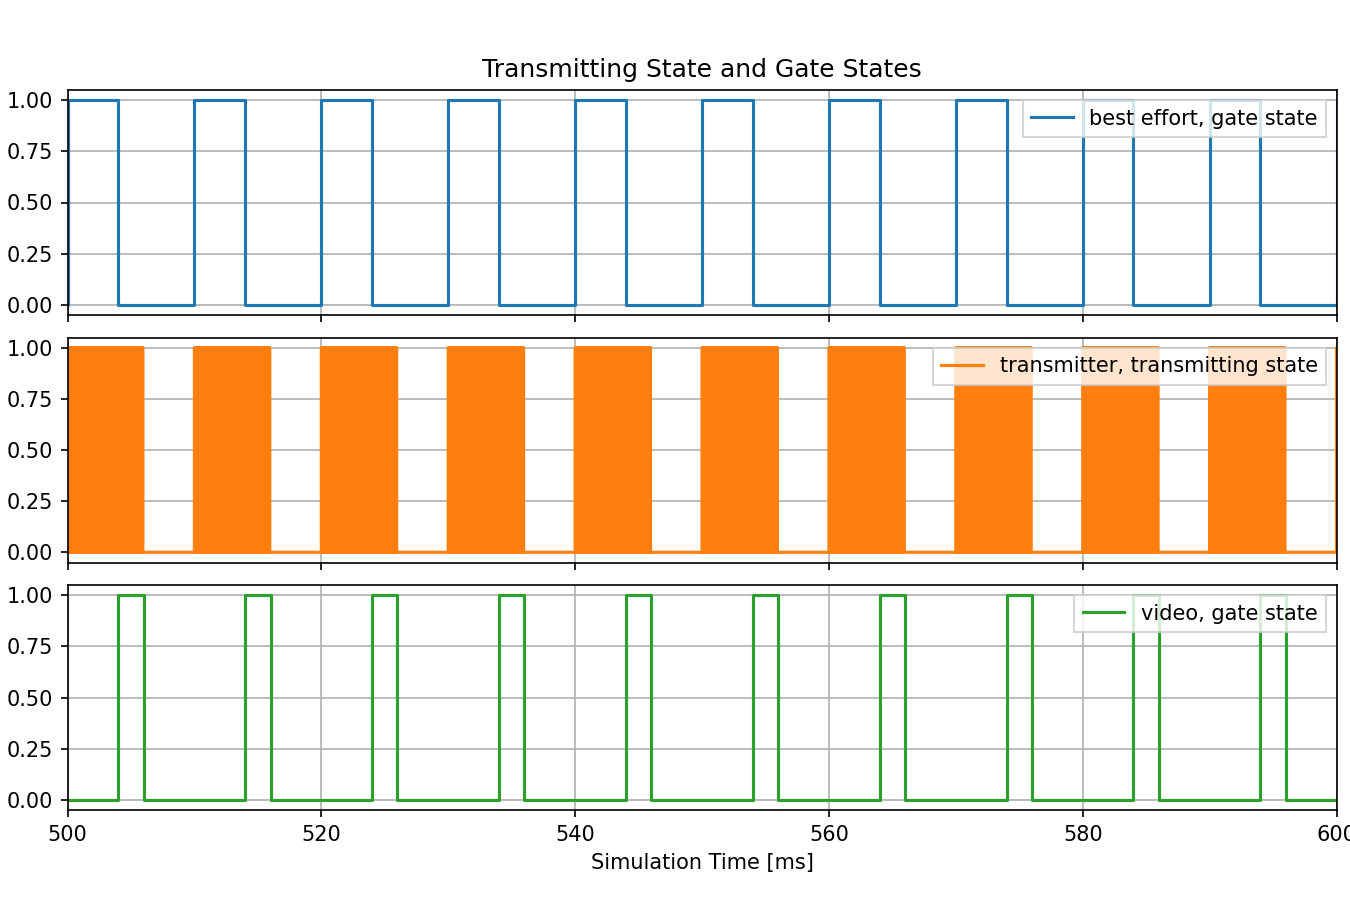 Transmitting State and Gate States
1.00
0.75
0.50
0.25
0.00
best effort, gate state
1.00
0.75
0.50
0.25
0.00
transmitter, transmitting state
1.00
0.75
0.50
0.25
0.00
video, gate state
500 520 540 560 580 600
Simulation Time [ms]